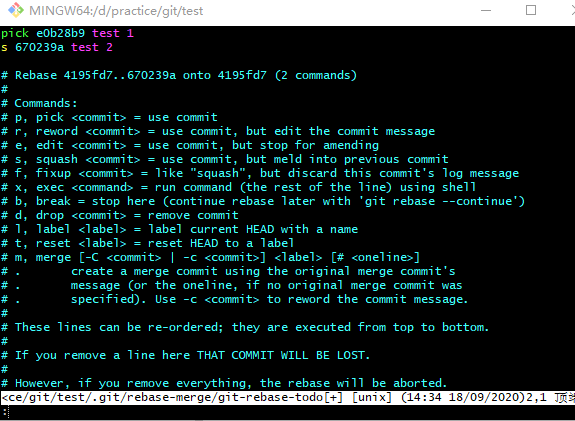 MINGW64:/d/practice/git/test
pick e0b28b9 test 1
s 670239a test 2
# Rebase 4195fd7..670239a onto 4195fd7 (2 commands)
#
# Commands:
# p, pick <commit> = use commit
# r, reword <commit> = use commit, but edit the commit message
# e, edit <commit> = use commit, but stop for amending
# s, squash <commit> = use commit, but meld into previous commit
# f, fixup <commit> = like "squash", but discard this commit's log message
# x, exec <command> = run command (the rest of the line) using shell
# b, break = stop here (continue rebase later with 'git rebase --continue')
# d, drop <commit> = remove commit
# l, label <label> = label current HEAD with a name
# t, reset <label> = reset HEAD to a label
# m, merge [-C <commit> | -c <commit>] <label> [# <oneline>]
# .       create a merge commit using the original merge commit's
# .       message (or the oneline, if no original merge commit was
# .       specified). Use -c <commit> to reword the commit message.
#
# These lines can be re-ordered; they are executed from top to bottom.
#
# If you remove a line here THAT COMMIT WILL BE LOST.
#
# However, if you remove everything, the rebase will be aborted.
<ce/git/test/.git/rebase-merge/git-rebase-todo[+] [unix] (14:34 18/09/2020)2,1 顶端
: